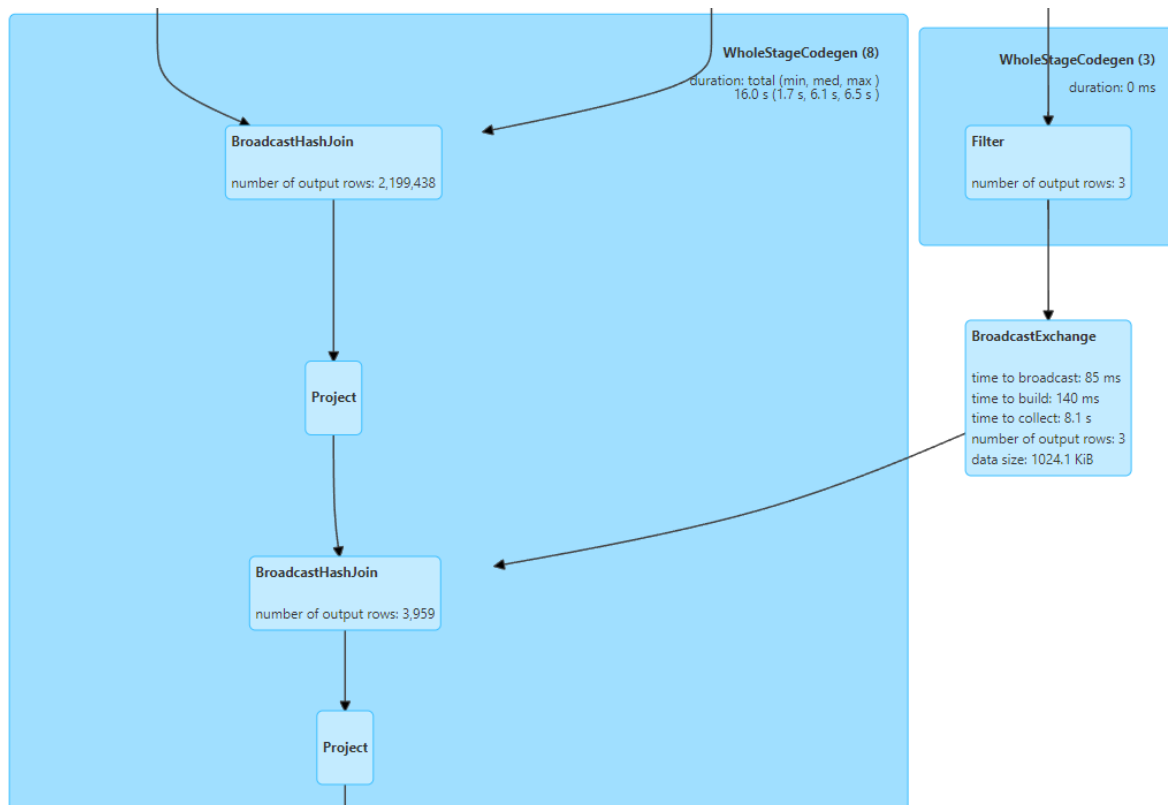 WholeStageCodegen (8)
duration: total (min, med, max )
16.0 s (1.7 s, 6.1 s, 6.5 s )
BroadcastHashJoin
number of output rows: 2,199,438
Project
BroadcastHashJoin
number of output rows: 3,959
Project
WholeStageCodegen (3)
duration: 0 ms
Filter
number of output rows: 3
BroadcastExchange
time to broadcast: 85 ms
time to build: 140 ms
time to collect: 8.1 s
number of output rows: 3
data size: 1024.1 KiB